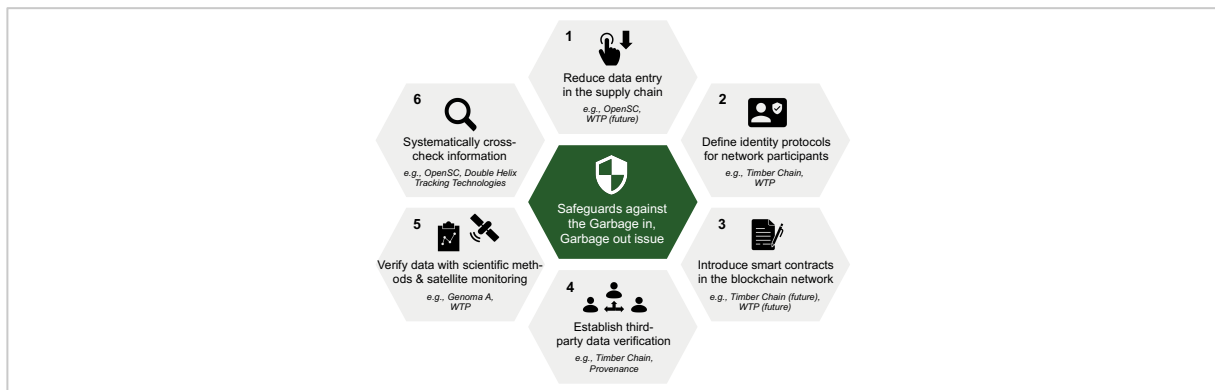 1
Reduce data entry
in the supply chain
e.g., OpenSC,
WTP (future)
2
Define identity protocols
for network participants
e.g., Timber Chain,
WTP
3
Introduce smart contracts
in the blockchain network
e.g., Timber Chain (future),
WTP (future)
4
Establish third-
party data verification
e.g., Timber Chain,
Provenance
5
Verify data with scientific meth-
ods & satellite monitoring
e.g., Genoma A,
WTP
6
Systematically cross-
check information
e.g., OpenSC, Double Helix
Tracking Technologies
Safeguards against
the Garbage in,
Garbage out issue